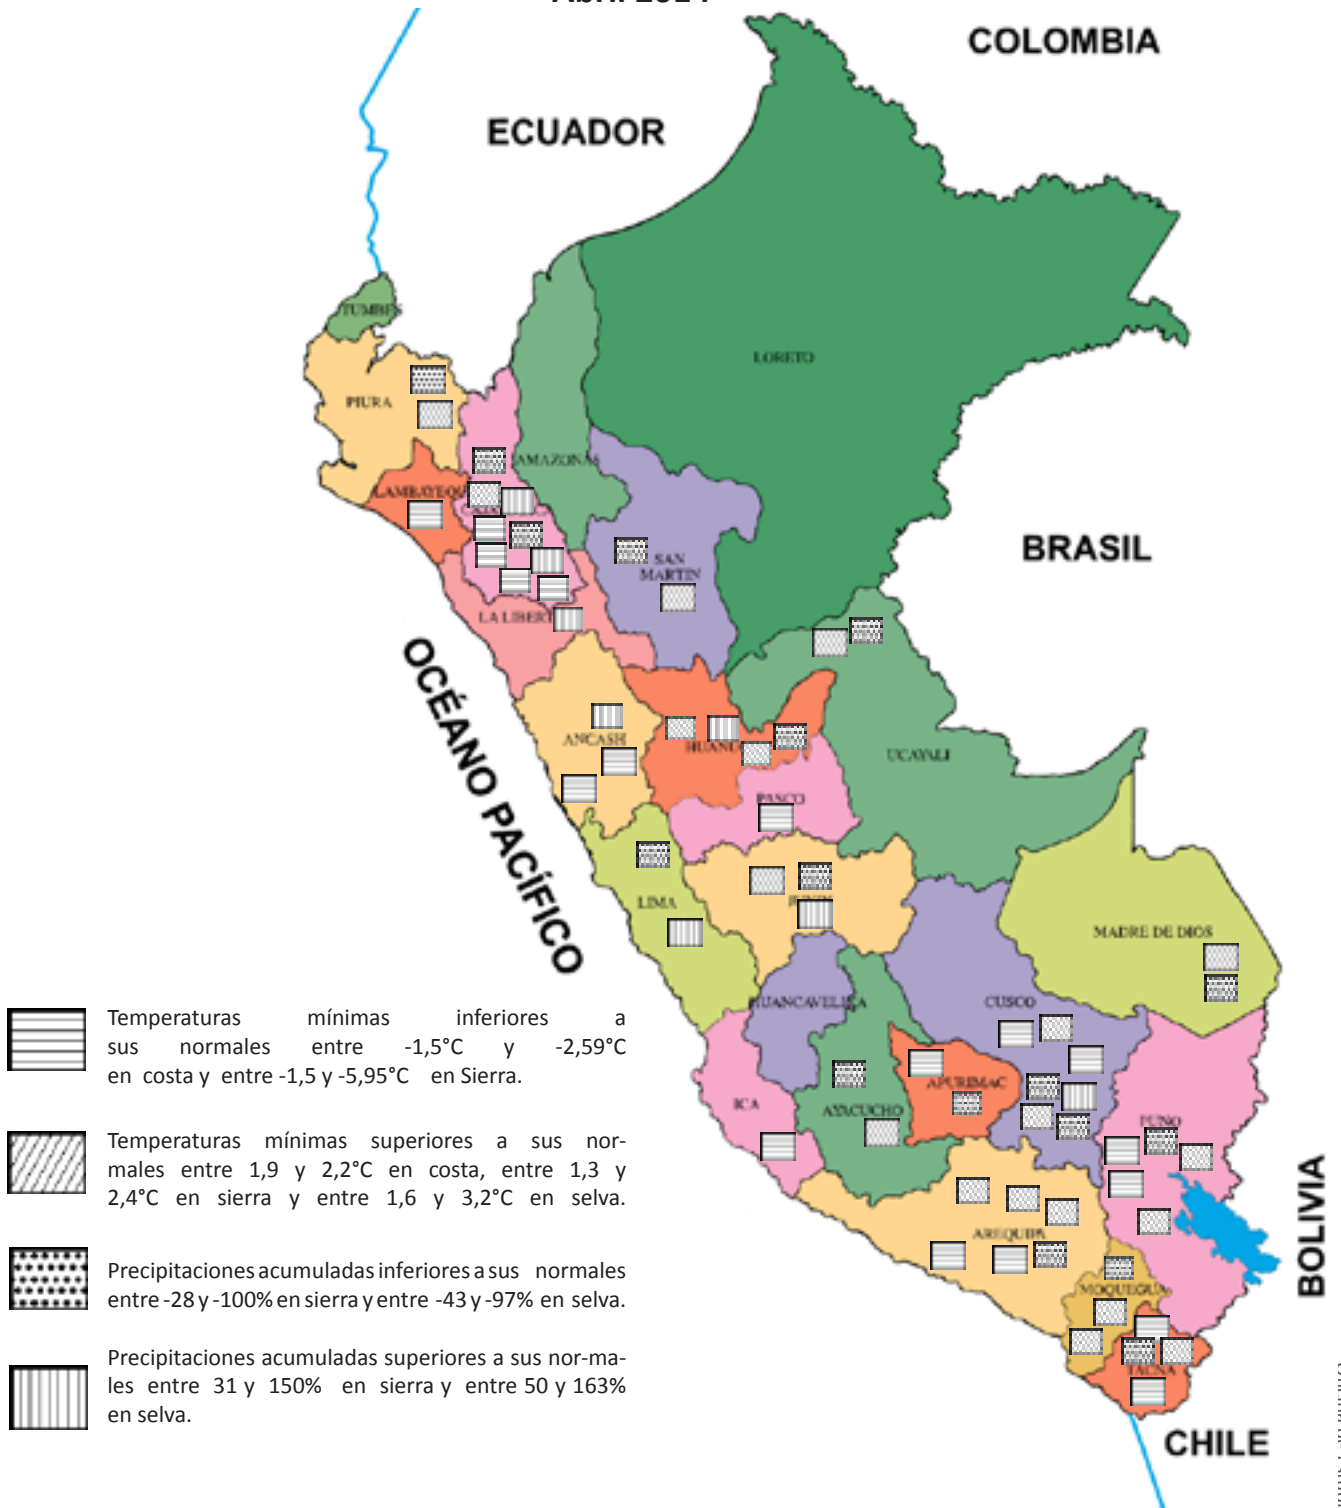 COLOMBIA
ECUADOR
TUMBES
LORETO
PIURA
AMAZONAS
BRASIL
SAN
MARTIN
OCÉANO PACÍFICO
ANCASH
UCAYALI
PASCO
LIMA
MADRE DE DIOS
CUSCO
Temperaturas mínimas inferiores a
sus normales entre -1,5°C y -2,59°C
en costa y entre -1,5 y -5,95°C en Sierra.
APURIMAC
ICA
AYACUCHO
PUNO
Temperaturas mínimas superiores a sus nor-
males entre 1,9 y 2,2°C en costa, entre 1,3 y
2,4°C en sierra y entre 1,6 y 3,2°C en selva.
BOLIVIA
AREQUIPA
Precipitaciones acumuladas inferiores a sus normales
entre -28 y -100% en sierra y entre -43 y -97% en selva.
MOQUEGUA
Precipitaciones acumuladas superiores a sus nor-ma-
les entre 31 y 150% en sierra y entre 50 y 163%
en selva.
TACNA
CHILE